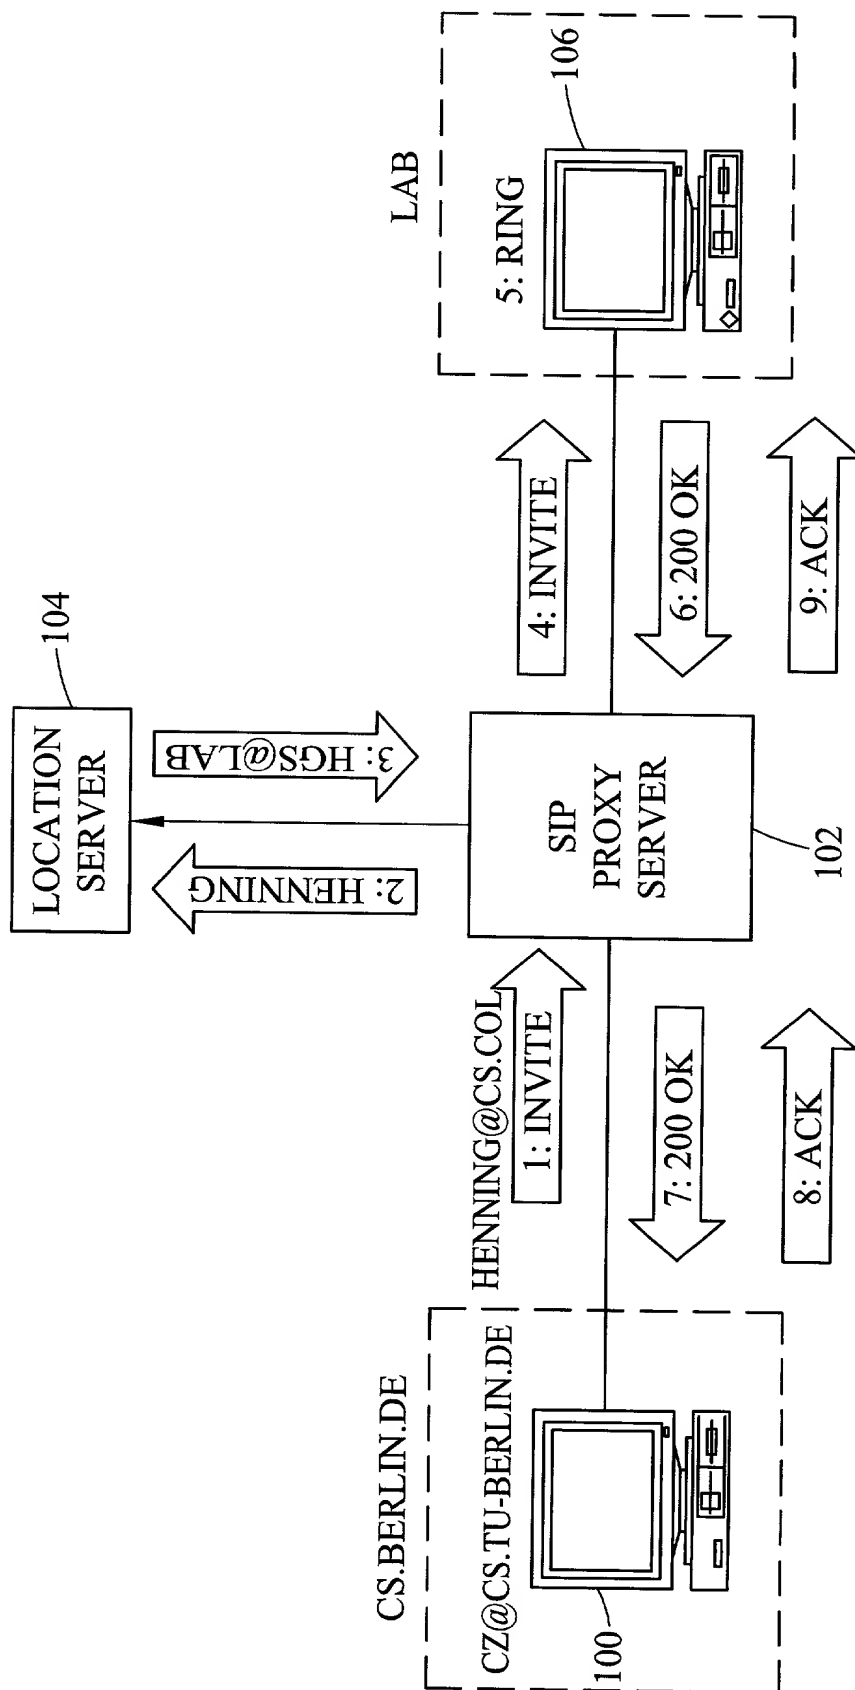 LOCATION
SERVER
104
2: HENNING
3: HGS@LAB
CS.BERLIN.DE
CZ@CS.TU-BERLIN.DE
100
HENNING@CS.COL
1: INVITE
7: 200 OK
8: ACK
SIP
PROXY
SERVER
102
4: INVITE
6: 200 OK
9: ACK
LAB
5: RING
106